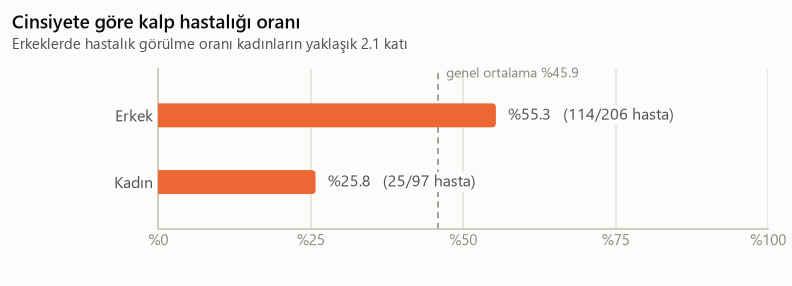 Cinsiyete göre kalp hastalığı oranı
Erkeklerde hastalık görülme oranı kadınların yaklaşık 2.1 katı
genel ortalama %45.9
Erkek %55.3 (114/206 hasta)
Kadın %25.8 (25/97 hasta)
%0 %25 %50 %75 %100